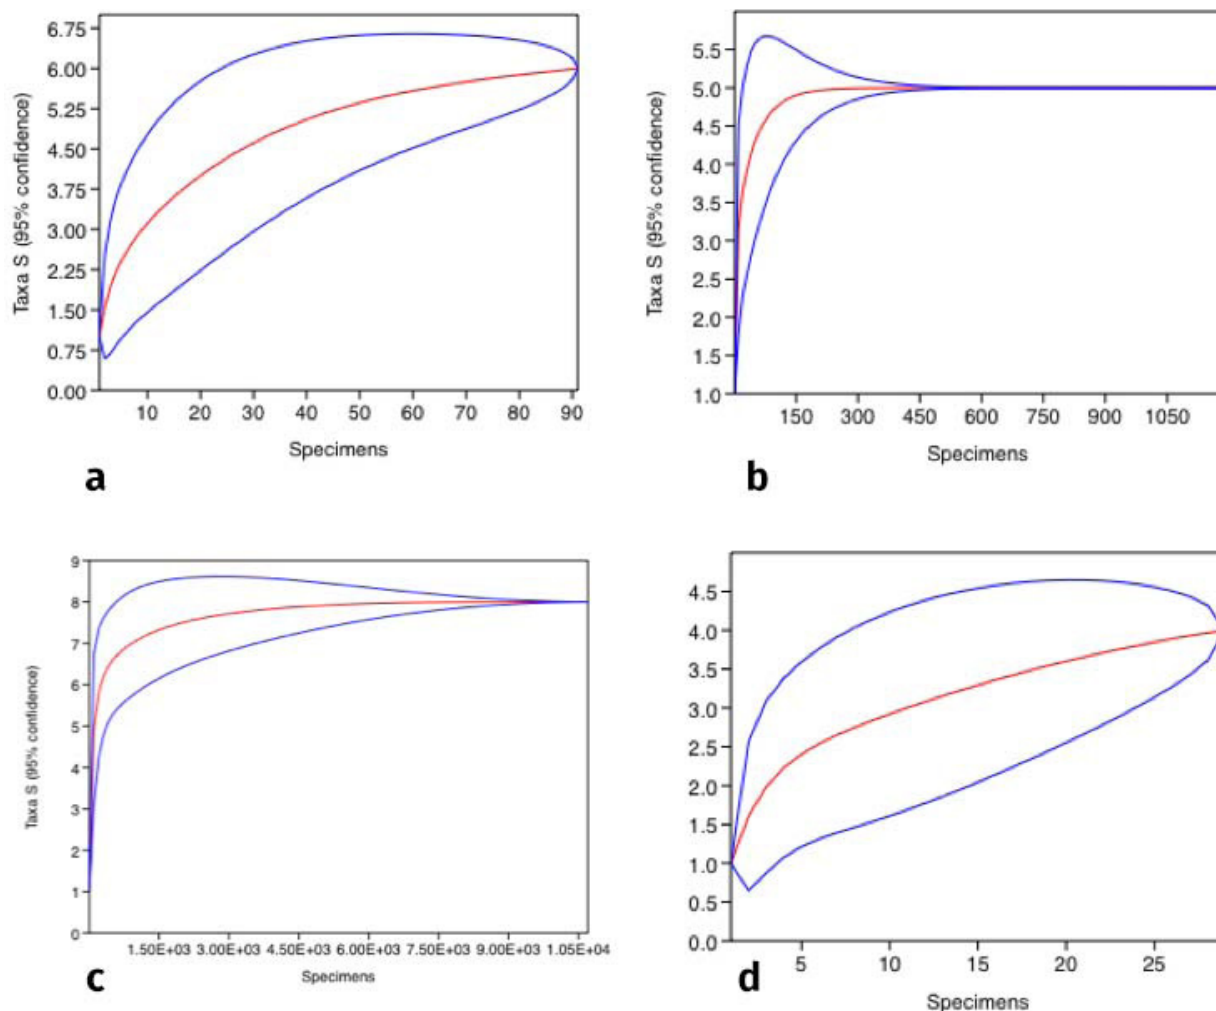 6.75
6.00
5.25
4.50
3.75
3.00
2.25
1.50
0.75
0.00
Taxa S (95% confidence)
10 20 30 40 50 60 70 80 90
Specimens
a
5.5
5.0
4.5
4.0
3.5
3.0
2.5
2.0
1.5
1.0
Taxa S (95% confidence)
150 300 450 600 750 900 1050
Specimens
b
9
8
7
6
5
4
3
2
1
0
Taxa S (95% confidence)
1.50E+03 3.00E+03 4.50E+03 6.00E+03 7.50E+03 9.00E+03 1.05E+04
Specimens
c
4.5
4.0
3.5
3.0
2.5
2.0
1.5
1.0
0.5
0.0
Taxa S (95% confidence)
5 10 15 20 25
Specimens
d